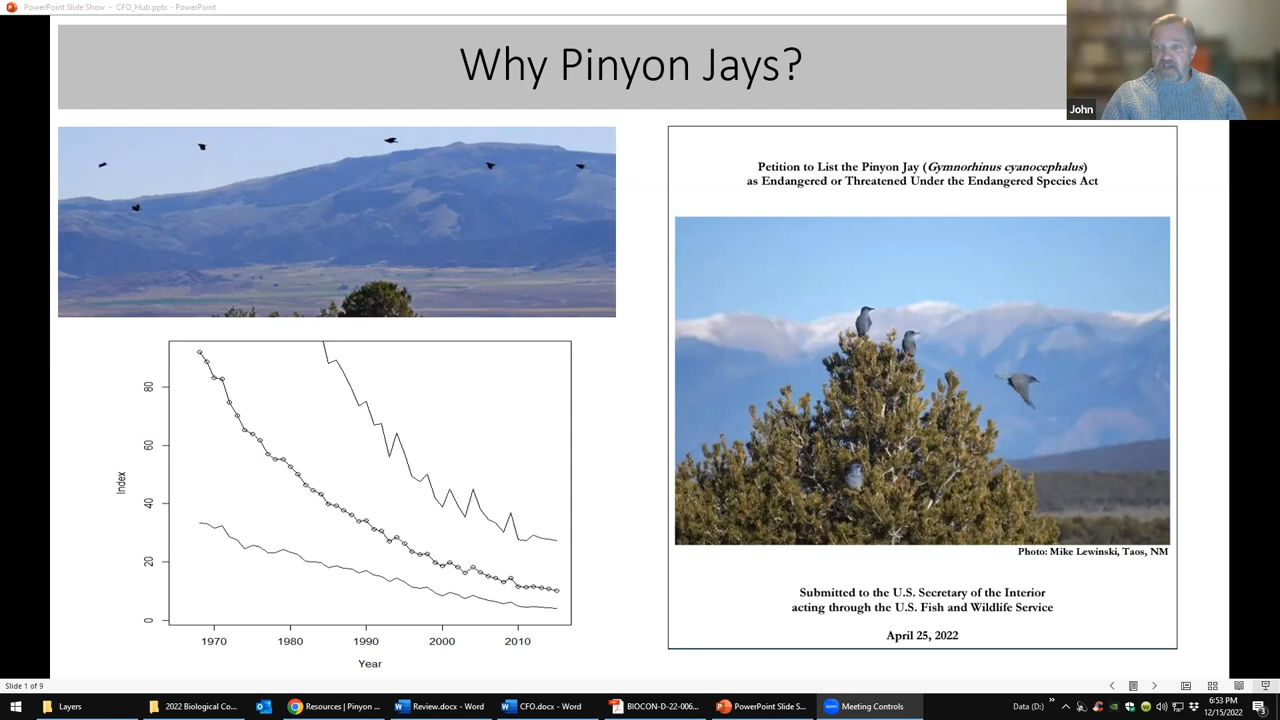 PowerPoint Slide Show - CFO_Hub.pptx - PowerPoint
Why Pinyon Jays?
John
Petition to List the Pinyon Jay (Gymnorhinus cyanocephalus)
as Endangered or Threatened Under the Endangered Species Act
Photo: Mike Lewinski, Taos, NM
Submitted to the U.S. Secretary of the Interior
acting through the U.S. Fish and Wildlife Service
April 25, 2022
80
60
40
20
0
Index
1970 1980 1990 2000 2010
Year
Slide 1 of 9
Layers
2022 Biological Co...
Resources | Pinyon ...
Review.docx - Word
CFO.docx - Word
BIOCON-D-22-006...
PowerPoint Slide S...
Meeting Controls
Data (D:)
6:53 PM
12/15/2022